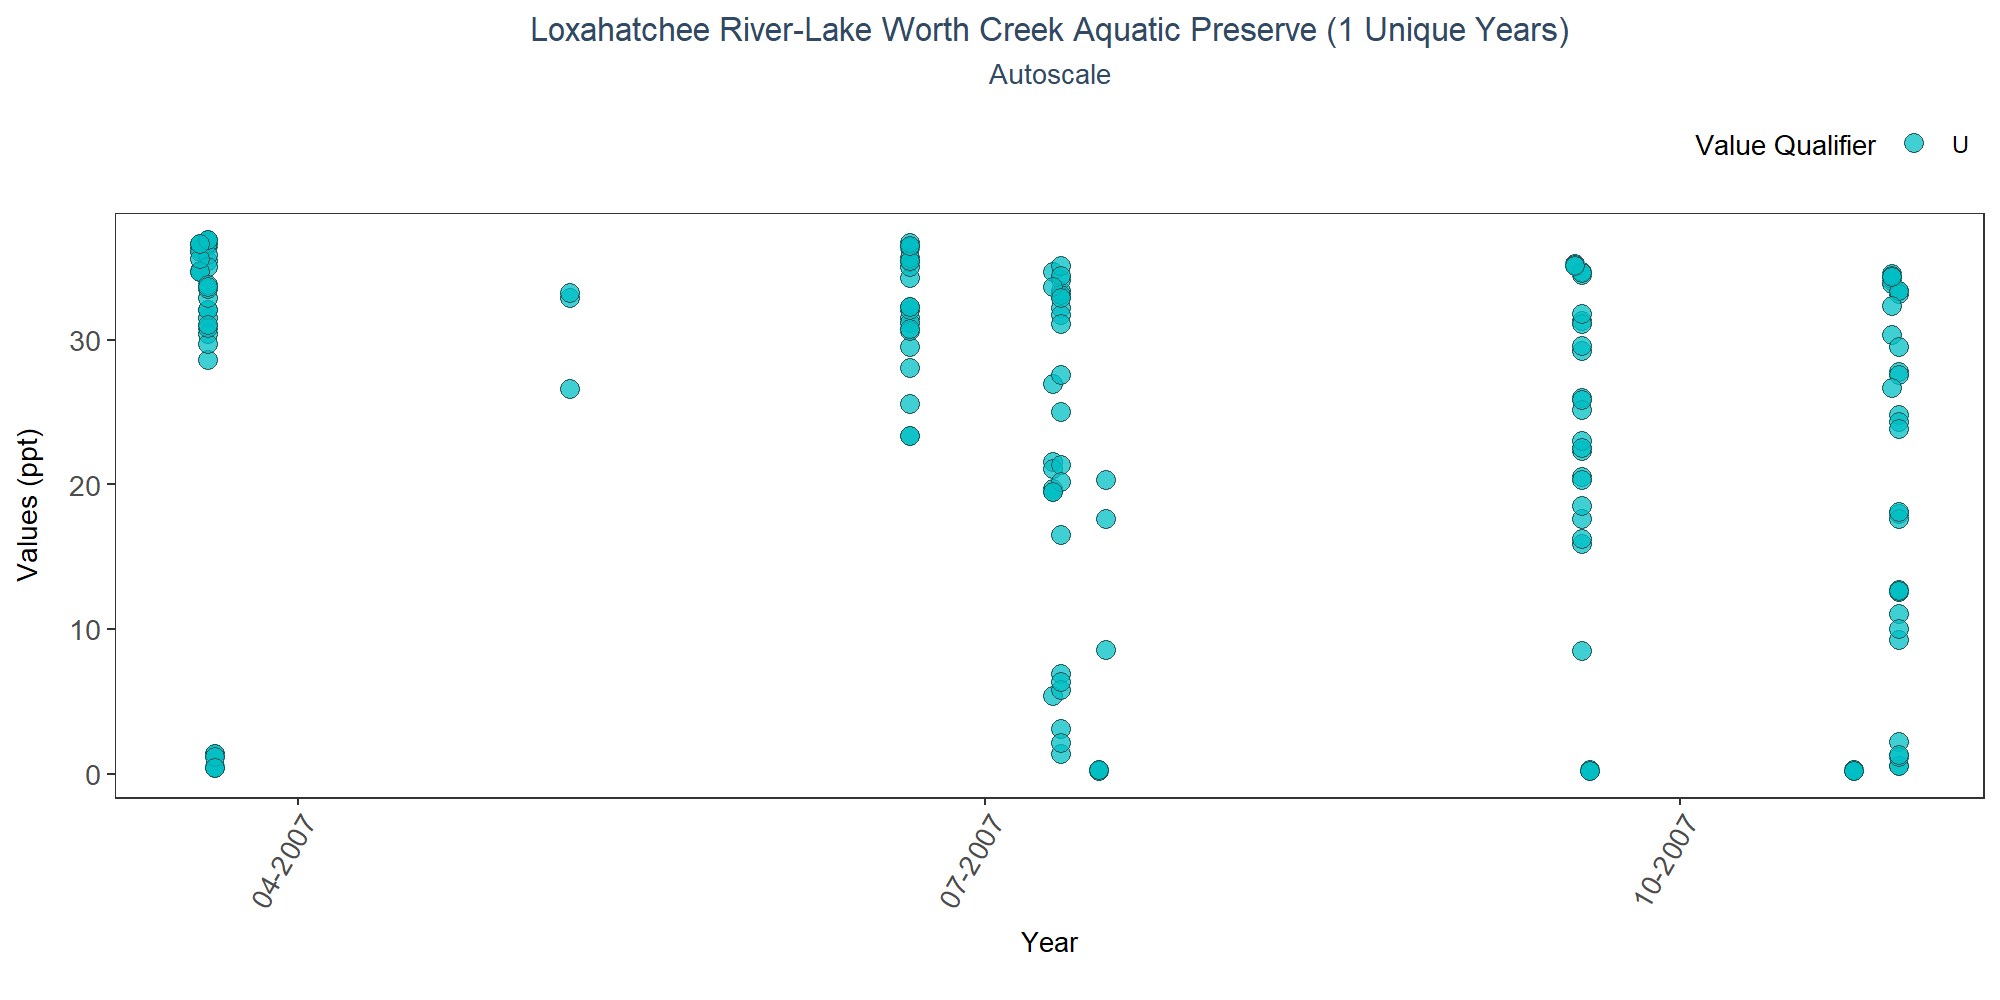 Loxahatchee River-Lake Worth Creek Aquatic Preserve (1 Unique Years)
Autoscale
Value Qualifier U
Values (ppt)
30
20
10
0
04-2007
07-2007
10-2007
Year